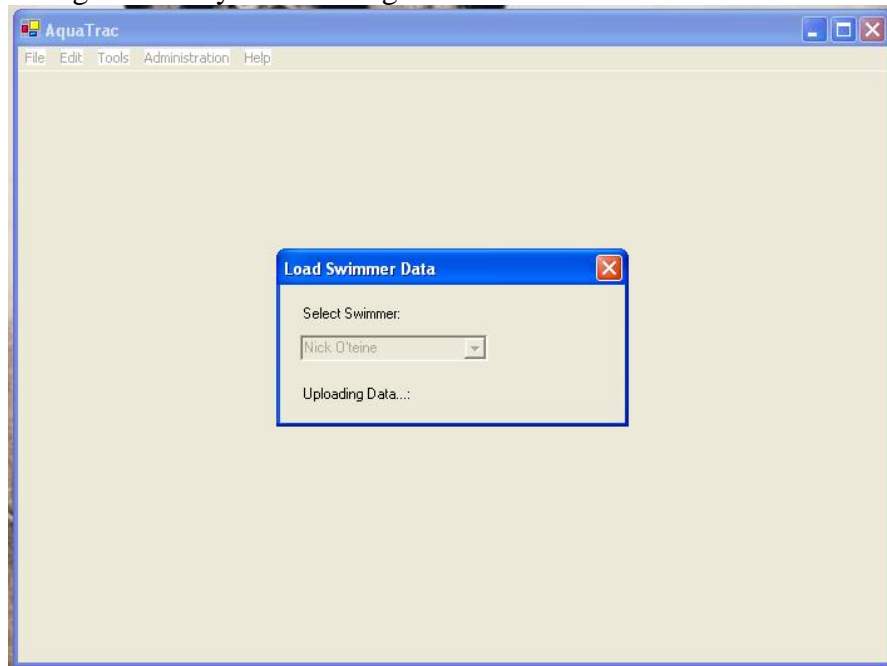 AquaTrac
File Edit Tools Administration Help
Load Swimmer Data
Select Swimmer:
Nick O'teine
Uploading Data...: